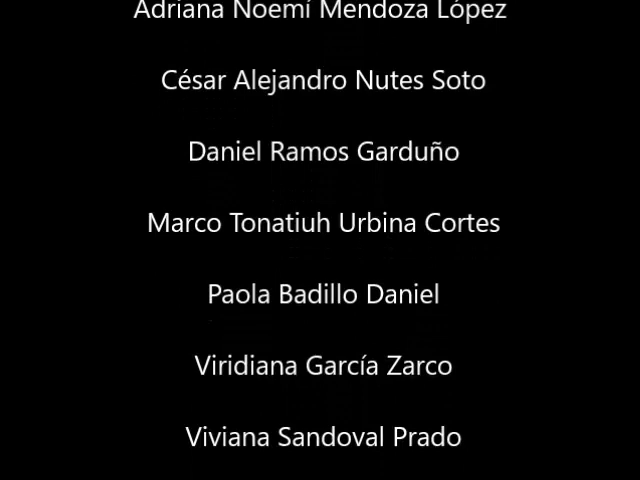 Adriana Noemí Mendoza López
César Alejandro Nutes Soto
Daniel Ramos Garduño
Marco Tonatiuh Urbina Cortes
Paola Badillo Daniel
Viridiana García Zarco
Viviana Sandoval Prado